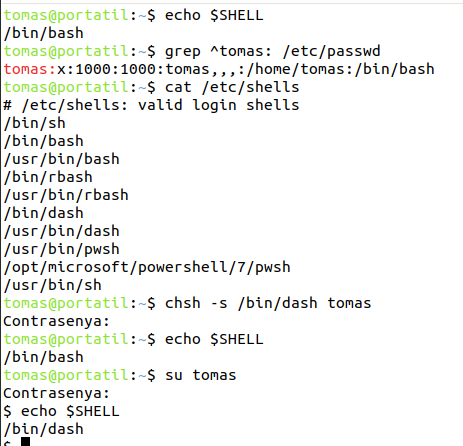 tomas@portatil:~$ echo $SHELL
/bin/bash
tomas@portatil:~$ grep ^tomas: /etc/passwd
tomas:x:1000:1000:tomas,,,:/home/tomas:/bin/bash
tomas@portatil:~$ cat /etc/shells
# /etc/shells: valid login shells
/bin/sh
/bin/bash
/usr/bin/bash
/bin/rbash
/usr/bin/rbash
/bin/dash
/usr/bin/dash
/usr/bin/pwsh
/opt/microsoft/powershell/7/pwsh
/usr/bin/sh
tomas@portatil:~$ chsh -s /bin/dash tomas
Contrasenya:
tomas@portatil:~$ echo $SHELL
/bin/bash
tomas@portatil:~$ su tomas
Contrasenya:
$ echo $SHELL
/bin/dash
$